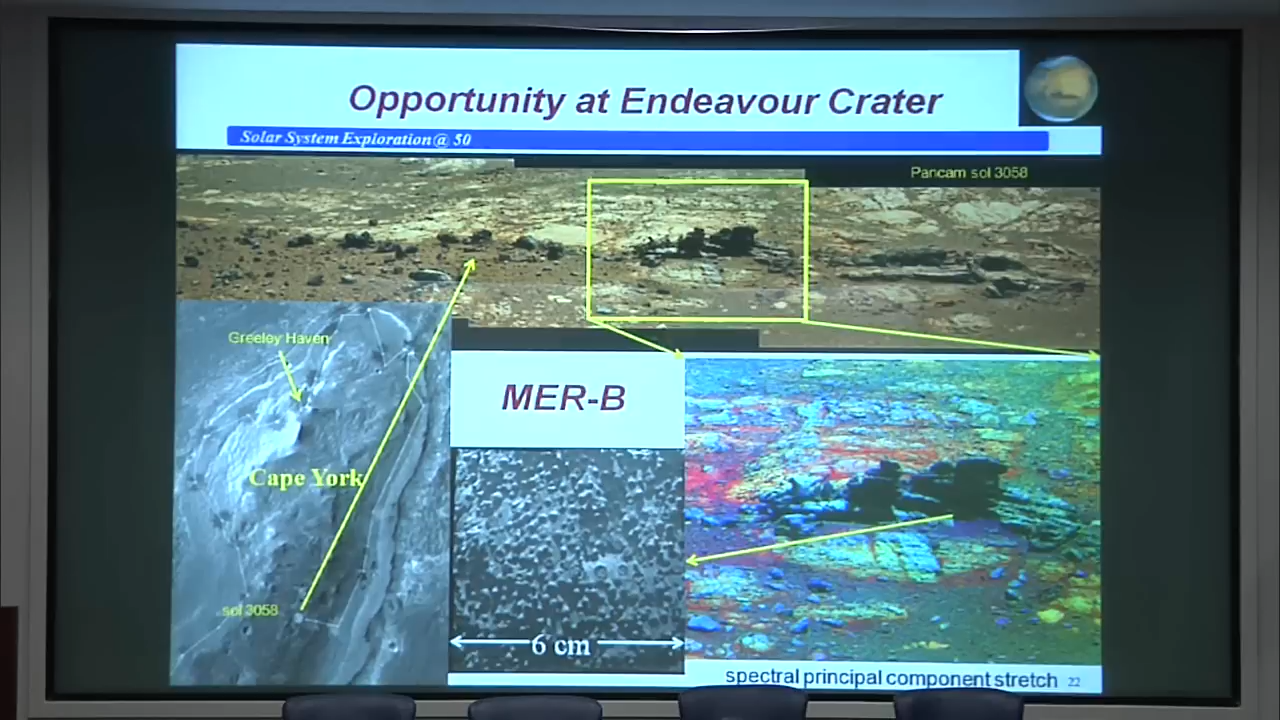 Opportunity at Endeavour Crater
Solar System Exploration@ 50
Pancam sol 3058
Greeley Haven
MER-B
Cape York
sol 3058
6 cm
spectral principal component stretch 22